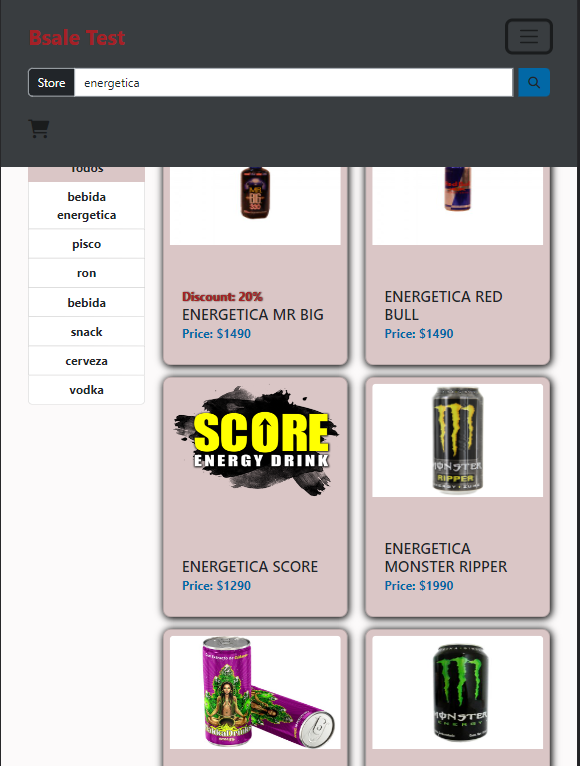 Bsale Test
Store
energetica
Todos
bebida
energetica
pisco
ron
bebida
snack
cerveza
vodka
MR
BIG
Discount: 20%
ENERGETICA MR BIG
Price: $1490
ENERGETICA RED
BULL
Price: $1490
SCORE
ENERGY DRINK
ENERGETICA SCORE
Price: $1290
MONSTER
RIPPER
ENERGETICA
MONSTER RIPPER
Price: $1990
MONSTER
ENERGY